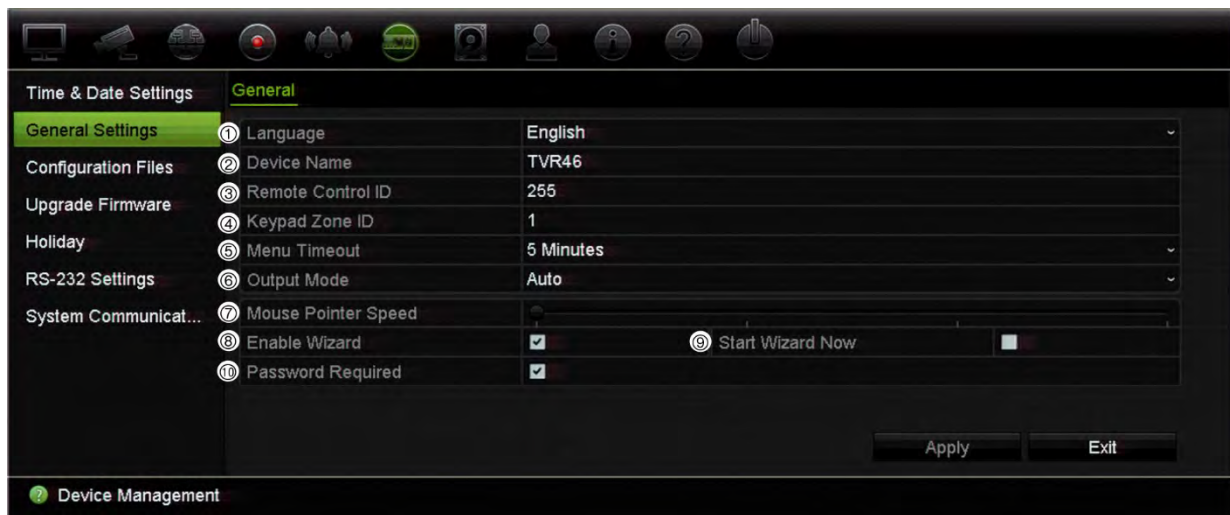 Time & Date Settings
General
General Settings
① Language English
Configuration Files
② Device Name TVR46
③ Remote Control ID 255
Upgrade Firmware
④ Keypad Zone ID 1
Holiday
⑤ Menu Timeout 5 Minutes
RS-232 Settings
⑥ Output Mode Auto
System Communicat...
⑦ Mouse Pointer Speed
⑧ Enable Wizard ⑨ Start Wizard Now
⑩ Password Required
Apply Exit
? Device Management